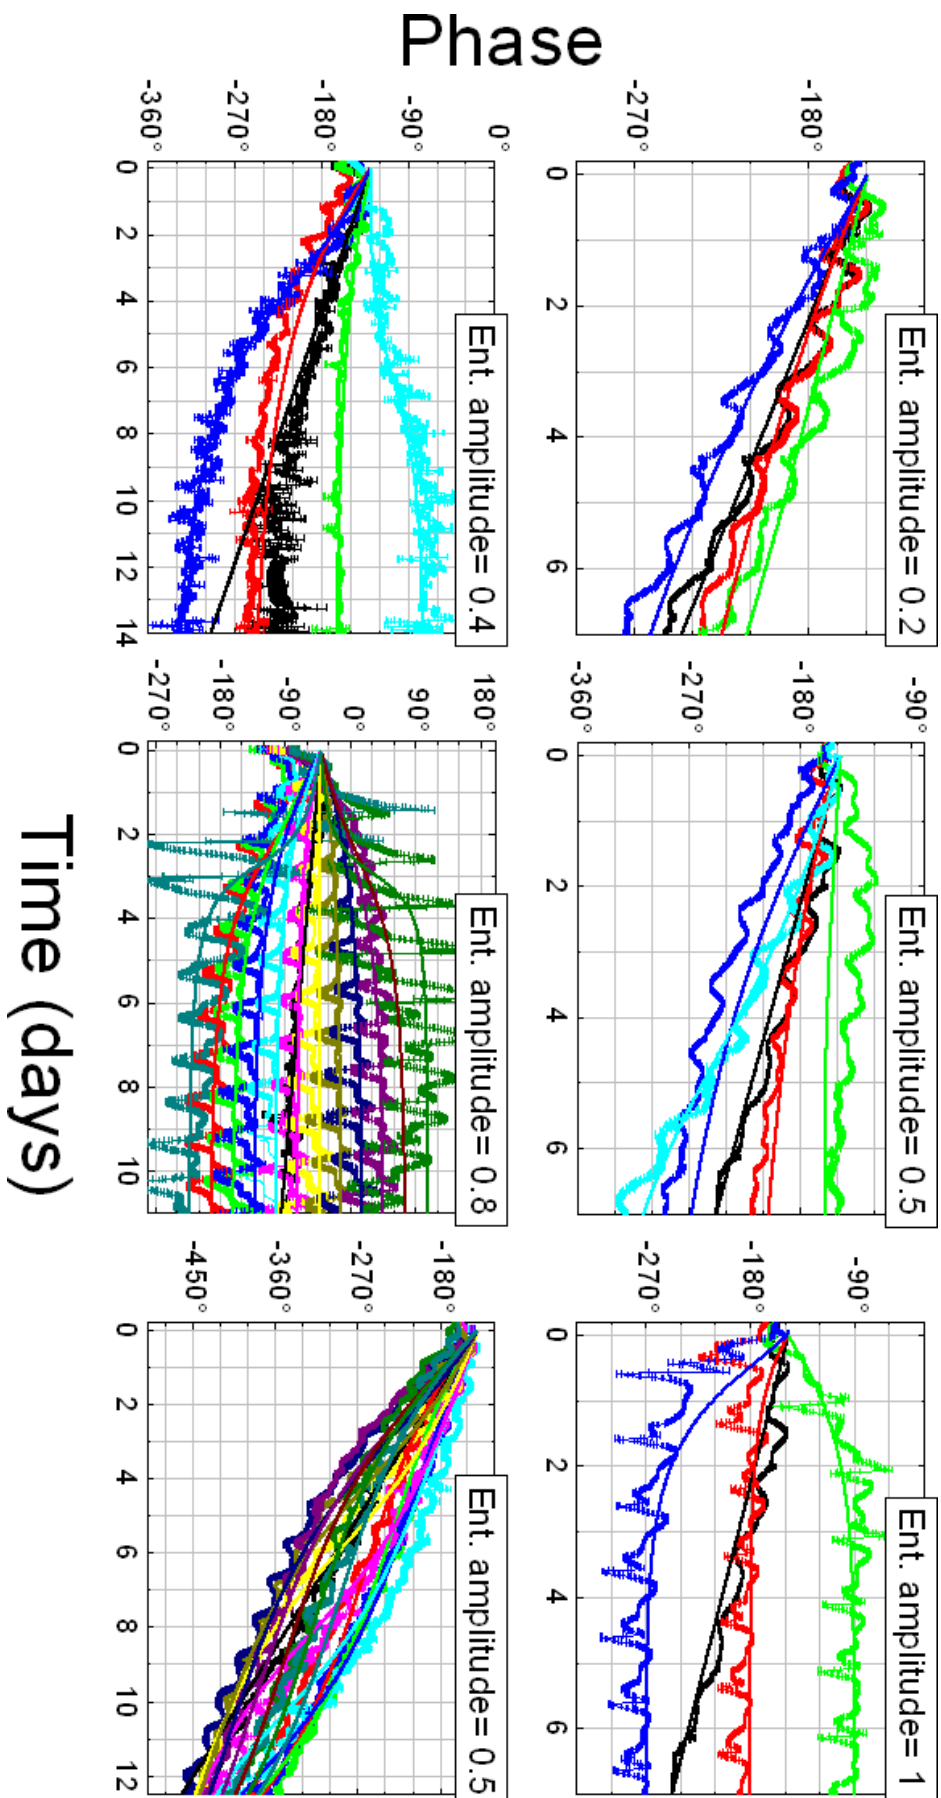 Phase
Ent. amplitude= 0.2
-180°
-270°
0 2 4 6
Ent. amplitude= 0.5
-90°
-180°
-270°
-360°
0 2 4 6
Ent. amplitude= 1
-90°
-180°
-270°
0 2 4 6
Ent. amplitude= 0.4
0°
-90°
-180°
-270°
-360°
0 2 4 6 8 10 12 14
Ent. amplitude= 0.8
180°
90°
0°
-90°
-180°
-270°
0 2 4 6 8 10
Ent. amplitude= 0.5
-180°
-270°
-360°
-450°
0 2 4 6 8 10 12
Time (days)